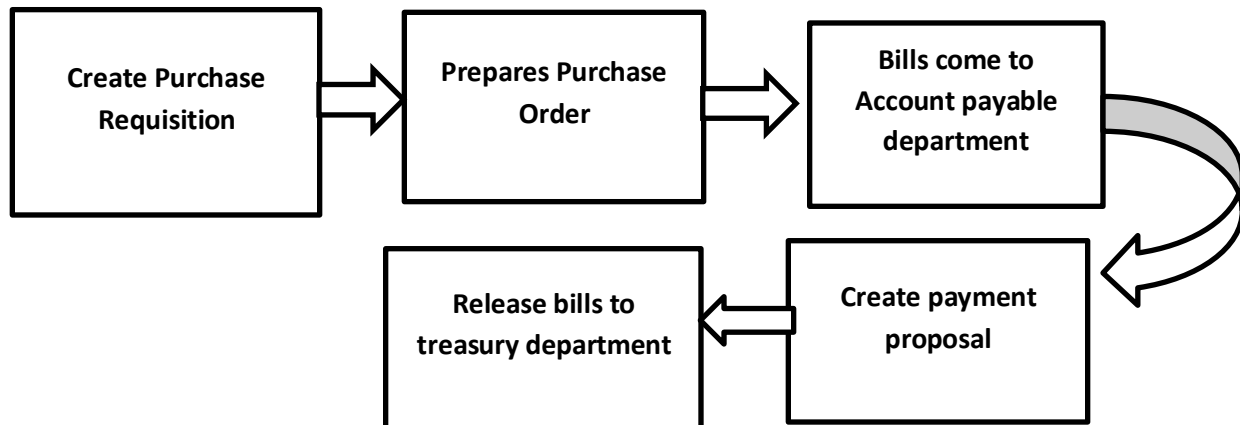 Create Purchase
Requisition
Prepares Purchase
Order
Bills come to
Account payable
department
Create payment
proposal
Release bills to
treasury department